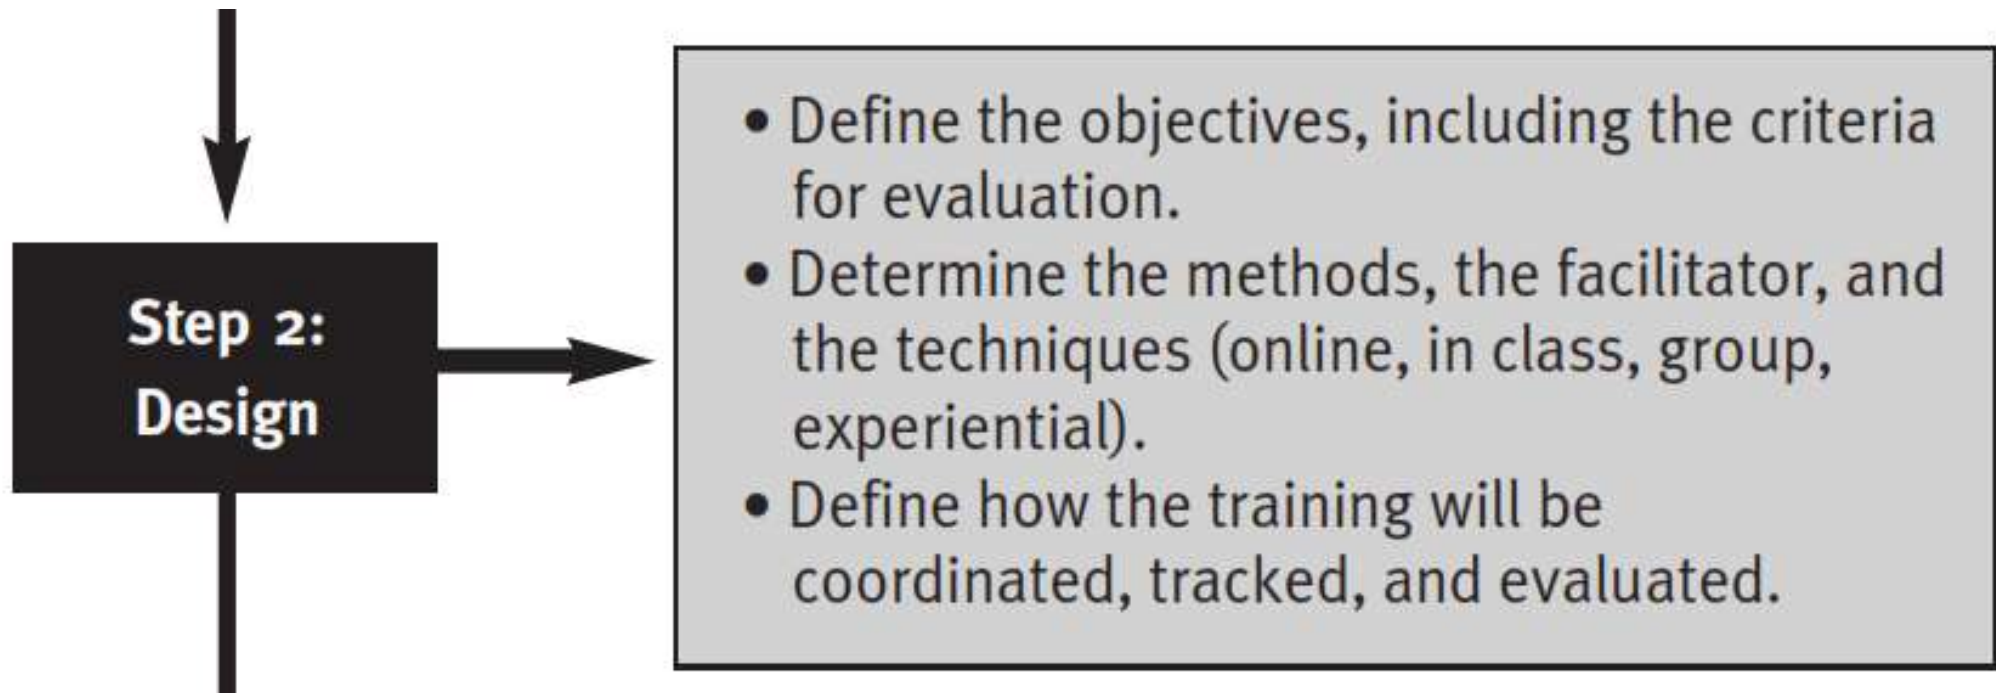 Step 2:
Design
• Define the objectives, including the criteria
for evaluation.
• Determine the methods, the facilitator, and
the techniques (online, in class, group,
experiential).
• Define how the training will be
coordinated, tracked, and evaluated.